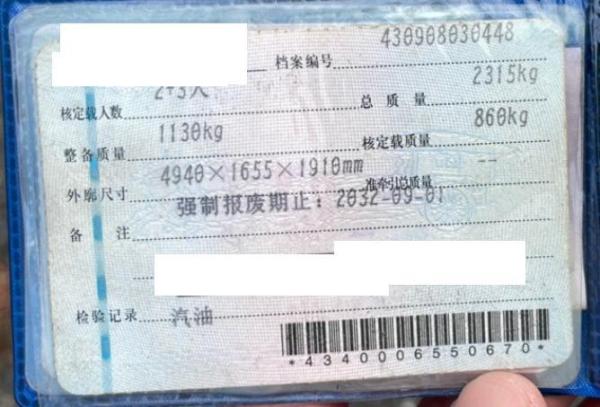 档案编号 430908030448
核定载人数 2+3人 总质量 2315kg
整备质量 1130kg 核定载质量 860kg
外廓尺寸 4940×1655×1910mm 准牵引总质量 --
备注 强制报废期止：2032-09-01
检验记录 汽油
*4340006550670*